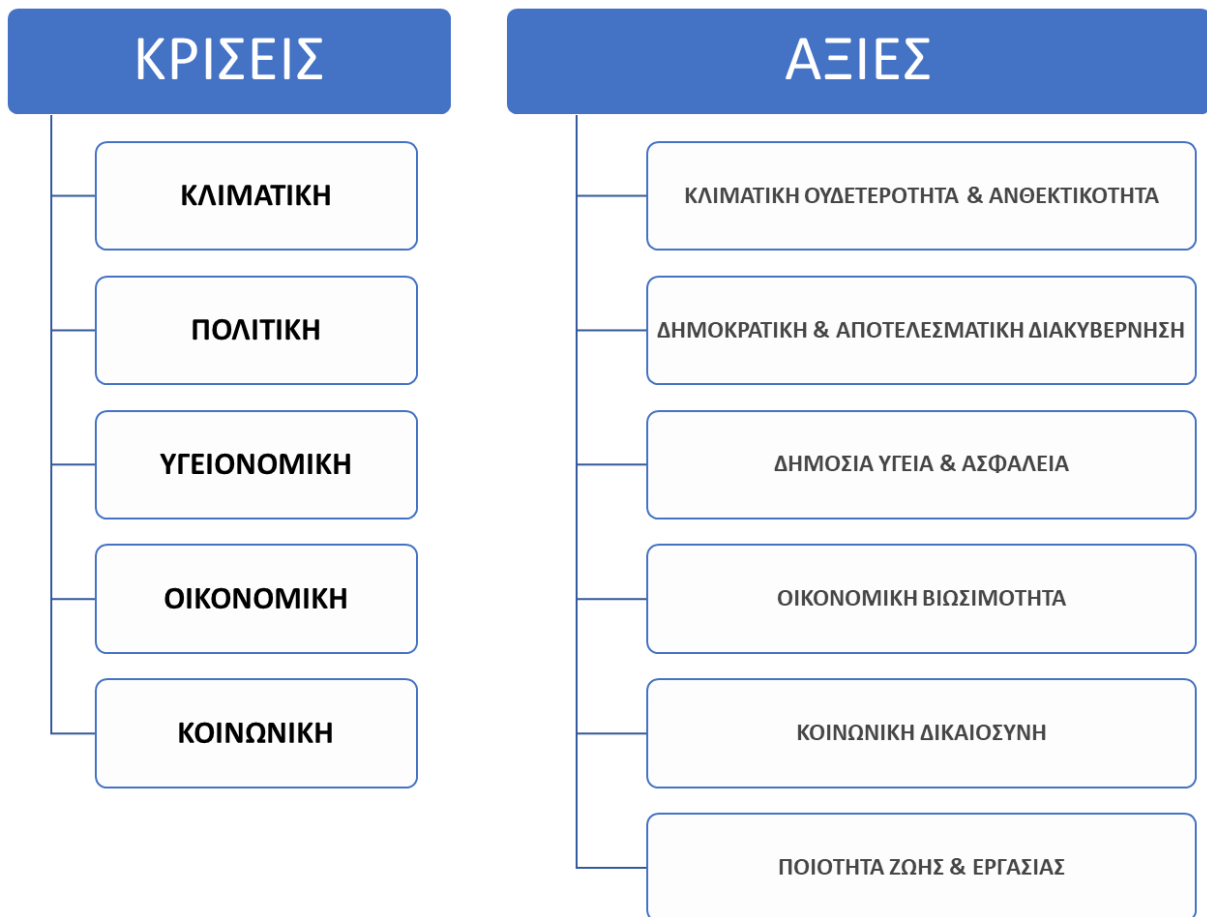 ΚΡΙΣΕΙΣ
ΚΛΙΜΑΤΙΚΗ
ΠΟΛΙΤΙΚΗ
ΥΓΕΙΟΝΟΜΙΚΗ
ΟΙΚΟΝΟΜΙΚΗ
ΚΟΙΝΩΝΙΚΗ
ΑΞΙΕΣ
ΚΛΙΜΑΤΙΚΗ ΟΥΔΕΤΕΡΟΤΗΤΑ & ΑΝΘΕΚΤΙΚΟΤΗΤΑ
ΔΗΜΟΚΡΑΤΙΚΗ & ΑΠΟΤΕΛΕΣΜΑΤΙΚΗ ΔΙΑΚΥΒΕΡΝΗΣΗ
ΔΗΜΟΣΙΑ ΥΓΕΙΑ & ΑΣΦΑΛΕΙΑ
ΟΙΚΟΝΟΜΙΚΗ ΒΙΩΣΙΜΟΤΗΤΑ
ΚΟΙΝΩΝΙΚΗ ΔΙΚΑΙΟΣΥΝΗ
ΠΟΙΟΤΗΤΑ ΖΩΗΣ & ΕΡΓΑΣΙΑΣ